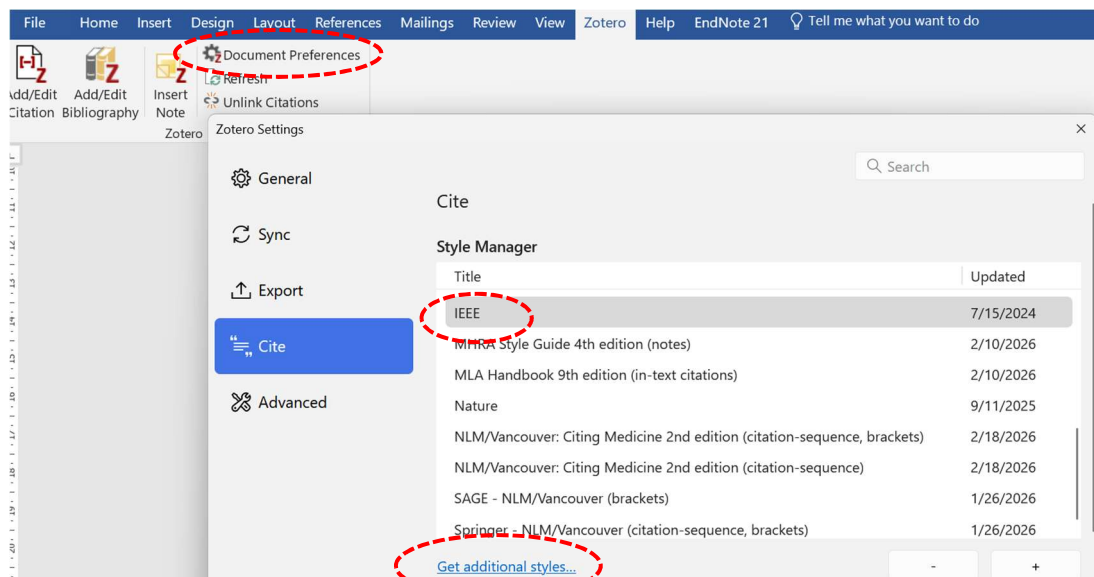 File Home Insert Design Layout References Mailings Review View Zotero Help EndNote 21 Tell me what you want to do
Document Preferences
Refresh
Unlink Citations
Add/Edit Citation
Add/Edit Bibliography
Insert Note
Zotero
Zotero Settings
Search
General
Sync
Export
Cite
Advanced
Cite
Style Manager
Title Updated
IEEE 7/15/2024
MHRA Style Guide 4th edition (notes) 2/10/2026
MLA Handbook 9th edition (in-text citations) 2/10/2026
Nature 9/11/2025
NLM/Vancouver: Citing Medicine 2nd edition (citation-sequence, brackets) 2/18/2026
NLM/Vancouver: Citing Medicine 2nd edition (citation-sequence) 2/18/2026
SAGE - NLM/Vancouver (brackets) 1/26/2026
Springer - NLM/Vancouver (citation-sequence, brackets) 1/26/2026
Get additional styles... - +